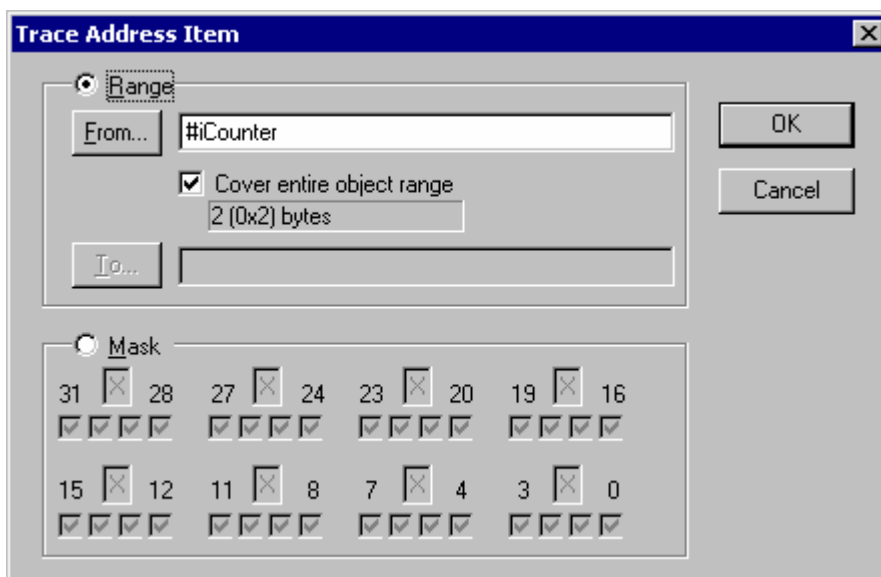 Trace Address Item
Range
From... #iCounter
OK
Cover entire object range
Cancel
2 (0x2) bytes
To...
Mask
31 X 28 27 X 24 23 X 20 19 X 16
15 X 12 11 X 8 7 X 4 3 X 0